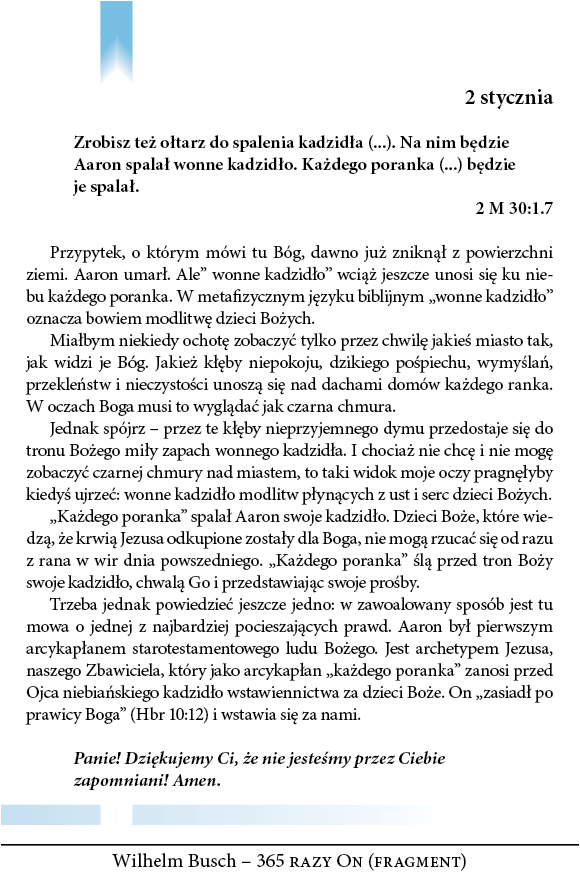 2 stycznia
Zrobisz też ołtarz do spalenia kadzidła (...). Na nim będzie
Aaron spalał wonne kadzidło. Każdego poranka (...) będzie
je spalał.
2 M 30:1.7
Przypytek, o którym mówi tu Bóg, dawno już zniknął z powierzchni
ziemi. Aaron umarł. Ale” wonne kadzidło” wciąż jeszcze unosi się ku nie-
bu każdego poranka. W metafizycznym języku biblijnym „wonne kadzidło”
oznacza bowiem modlitwę dzieci Bożych.
Miałbym niekiedy ochotę zobaczyć tylko przez chwilę jakieś miasto tak,
jak widzi je Bóg. Jakież kłęby niepokoju, dzikiego pośpiechu, wymyślań,
przekleństw i nieczystości unoszą się nad dachami domów każdego ranka.
W oczach Boga musi to wyglądać jak czarna chmura.
Jednak spójrz – przez te kłęby nieprzyjemnego dymu przedostaje się do
tronu Bożego miły zapach wonnego kadzidła. I chociaż nie chcę i nie mogę
zobaczyć czarnej chmury nad miastem, to taki widok moje oczy pragnęłyby
kiedyś ujrzeć: wonne kadzidło modlitw płynących z ust i serc dzieci Bożych.
„Każdego poranka” spalał Aaron swoje kadzidło. Dzieci Boże, które wie-
dzą, że krwią Jezusa odkupione zostały dla Boga, nie mogą rzucać się od razu
z rana w wir dnia powszedniego. „Każdego poranka” ślą przed tron Boży
swoje kadzidło, chwalą Go i przedstawiając swoje prośby.
Trzeba jednak powiedzieć jeszcze jedno: w zawoalowany sposób jest tu
mowa o jednej z najbardziej pocieszających prawd. Aaron był pierwszym
arcykapłanem starotestamentowego ludu Bożego. Jest archetypem Jezusa,
naszego Zbawiciela, który jako arcykapłan „każdego poranka” zanosi przed
Ojca niebiańskiego kadzidło wstawiennictwa za dzieci Boże. On „zasiadł po
prawicy Boga” (Hbr 10:12) i wstawia się za nami.
Panie! Dziękujemy Ci, że nie jesteśmy przez Ciebie
zapomniani! Amen.
Wilhelm Busch – 365 RAZY ON (FRAGMENT)